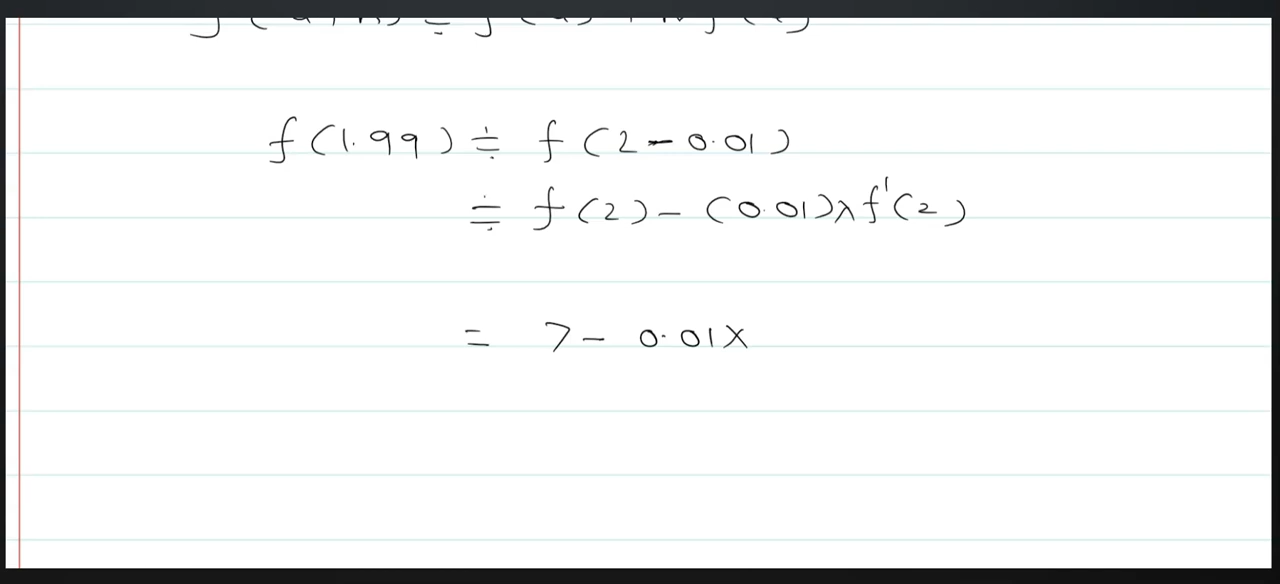 f(1.99) ≑ f(2-0.01)
≑ f(2) - (0.01)×f'(2)
= 7 - 0.01×